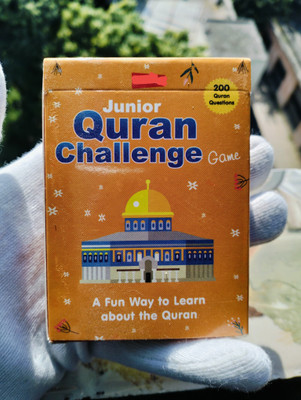 200
Quran
Questions
Junior
Quran
Challenge Game
A Fun Way to Learn
about the Quran